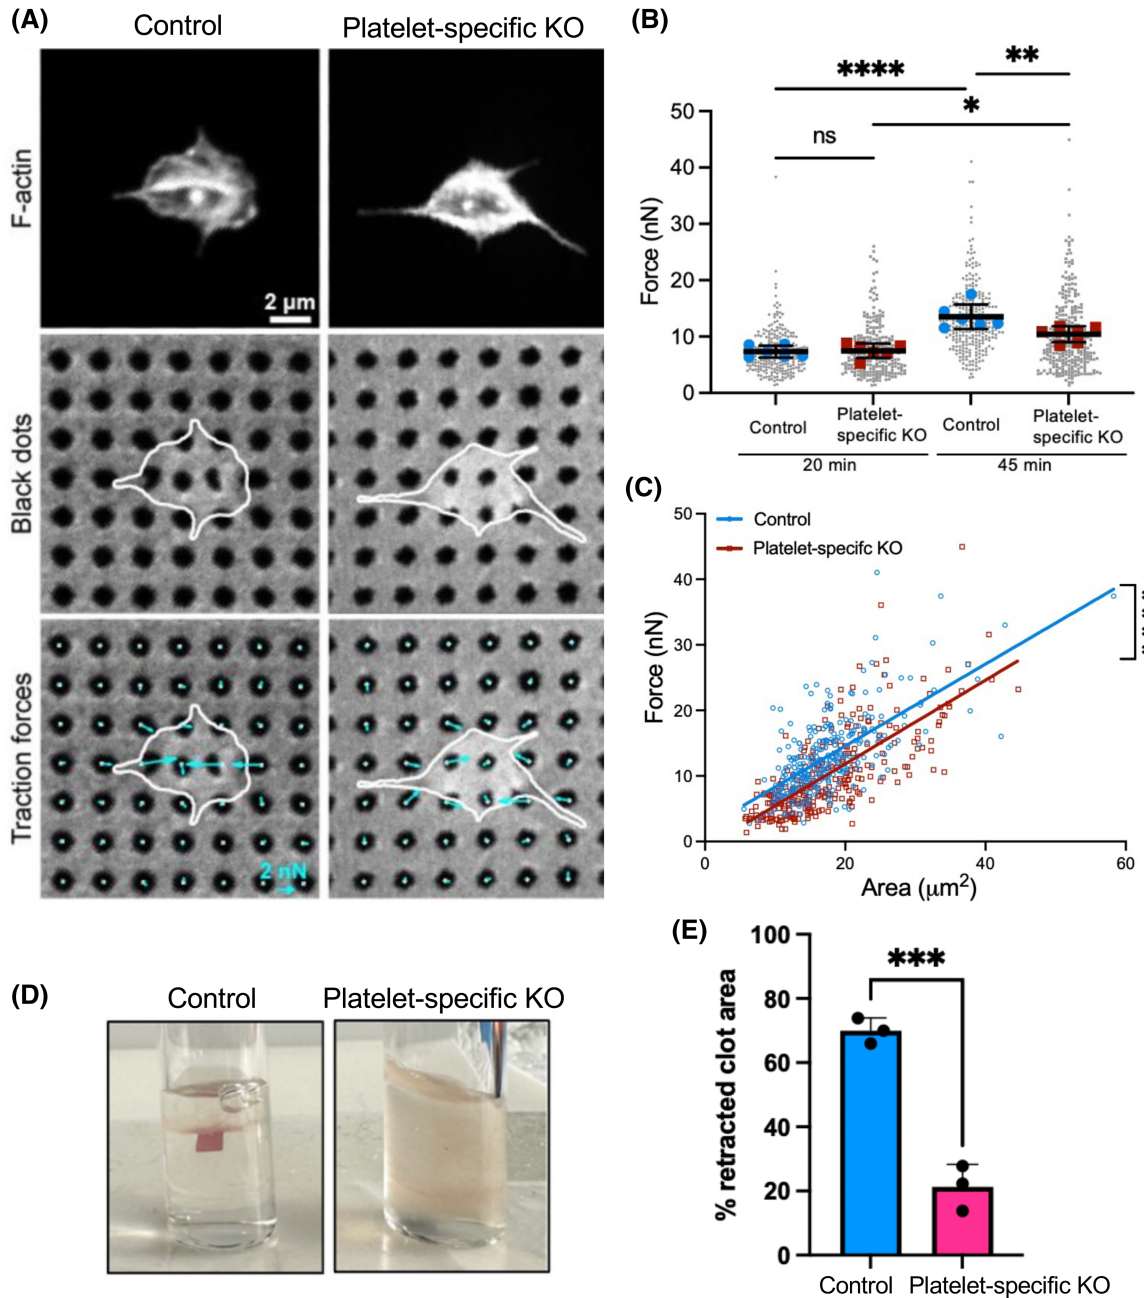 (A)
Control
Platelet-specific KO
F-actin
2 μm
Black dots
Traction forces
2 nN
(B)
****
**
*
ns
Force (nN)
50
40
30
20
10
0
Control
Platelet-
specific KO
Control
Platelet-
specific KO
20 min
45 min
(C)
Control
Platelet-specifc KO
Force (nN)
50
40
30
20
10
0
0
20
40
60
Area (μm²)
(D)
Control
Platelet-specific KO
(E)
***
% retracted clot area
100
80
60
40
20
0
Control
Platelet-specific KO